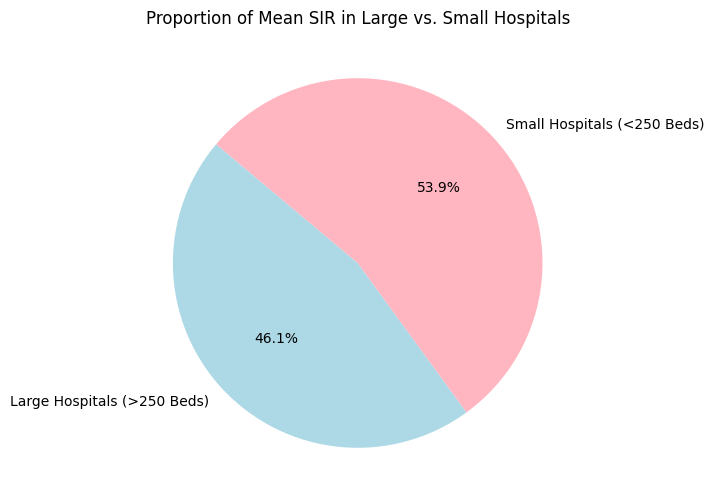 Proportion of Mean SIR in Large vs. Small Hospitals
Small Hospitals (<250 Beds)
53.9%
46.1%
Large Hospitals (>250 Beds)